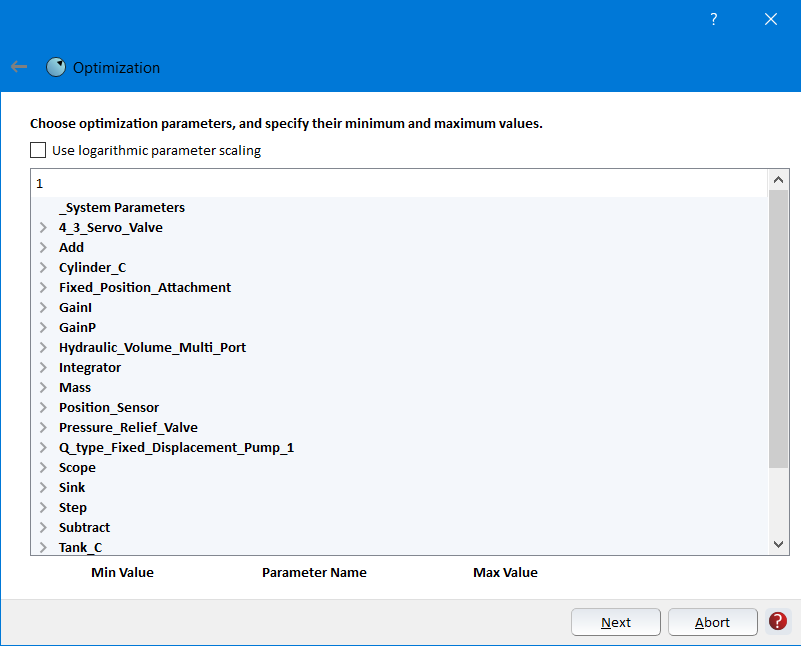 ?
Optimization
Choose optimization parameters, and specify their minimum and maximum values.
Use logarithmic parameter scaling
1
_System Parameters
4_3_Servo_Valve
Add
Cylinder_C
Fixed_Position_Attachment
GainI
GainP
Hydraulic_Volume_Multi_Port
Integrator
Mass
Position_Sensor
Pressure_Relief_Valve
Q_type_Fixed_Displacement_Pump_1
Scope
Sink
Step
Subtract
Tank_C
Min Value Parameter Name Max Value
Next Abort ?